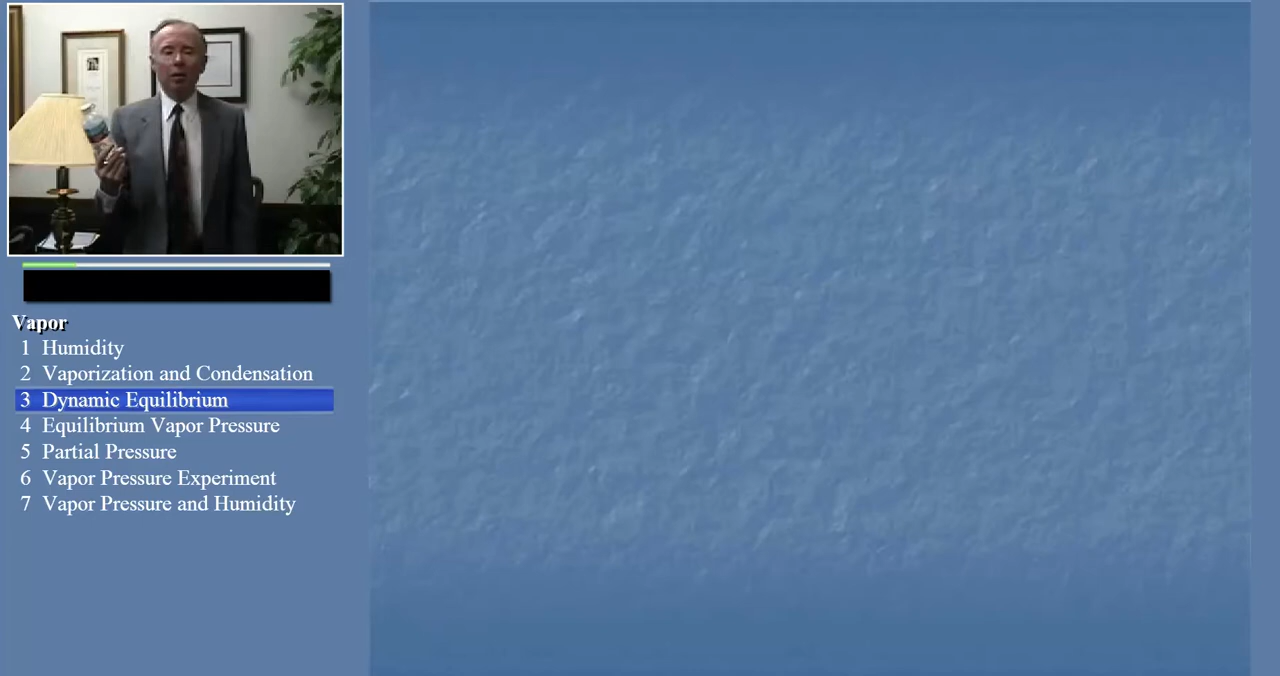 Vapor
1 Humidity
2 Vaporization and Condensation
3 Dynamic Equilibrium
4 Equilibrium Vapor Pressure
5 Partial Pressure
6 Vapor Pressure Experiment
7 Vapor Pressure and Humidity